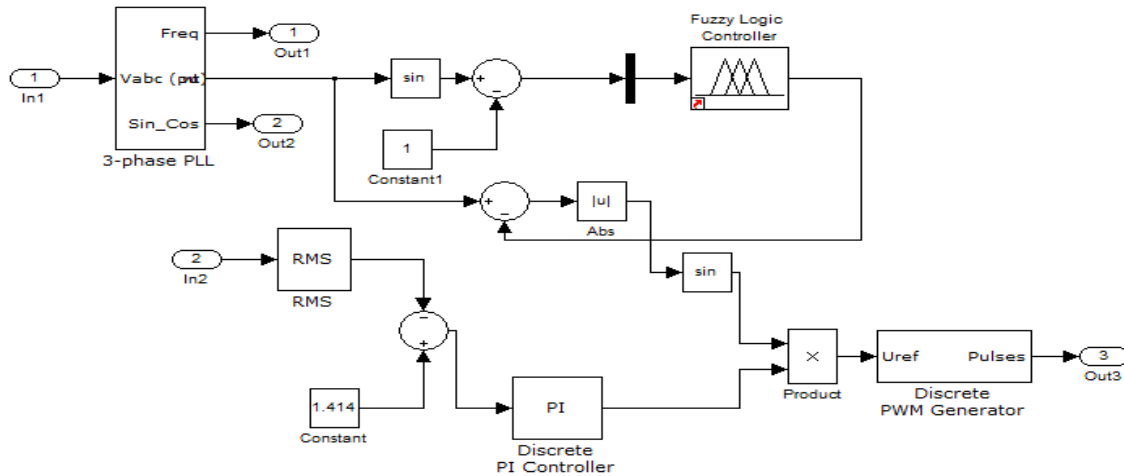 Fuzzy Logic
Controller
Freq
1
Out1
1
In1
Vabc (pu)
wt
sin
+
−
Sin_Cos
2
Out2
3-phase PLL
1
Constant1
+
−
|u|
Abs
2
In2
RMS
RMS
sin
−
+
1.414
Constant
PI
Discrete
PI Controller
×
Product
Uref
Pulses
Discrete
PWM Generator
3
Out3